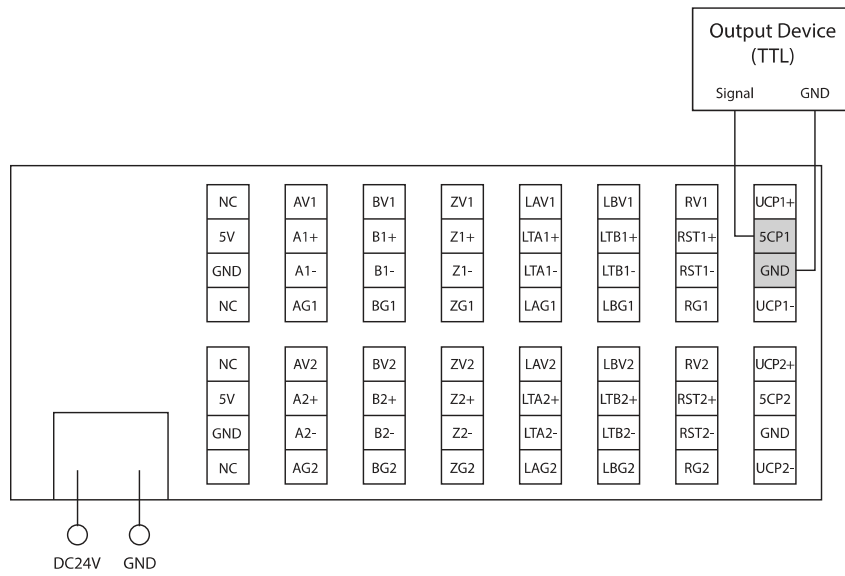 Output Device
(TTL)
Signal GND
NC AV1 BV1 ZV1 LAV1 LBV1 RV1 UCP1+
5V A1+ B1+ Z1+ LTA1+ LTB1+ RST1+ 5CP1
GND A1- B1- Z1- LTA1- LTB1- RST1- GND
NC AG1 BG1 ZG1 LAG1 LBG1 RG1 UCP1-
NC AV2 BV2 ZV2 LAV2 LBV2 RV2 UCP2+
5V A2+ B2+ Z2+ LTA2+ LTB2+ RST2+ 5CP2
GND A2- B2- Z2- LTA2- LTB2- RST2- GND
NC AG2 BG2 ZG2 LAG2 LBG2 RG2 UCP2-
DC24V GND